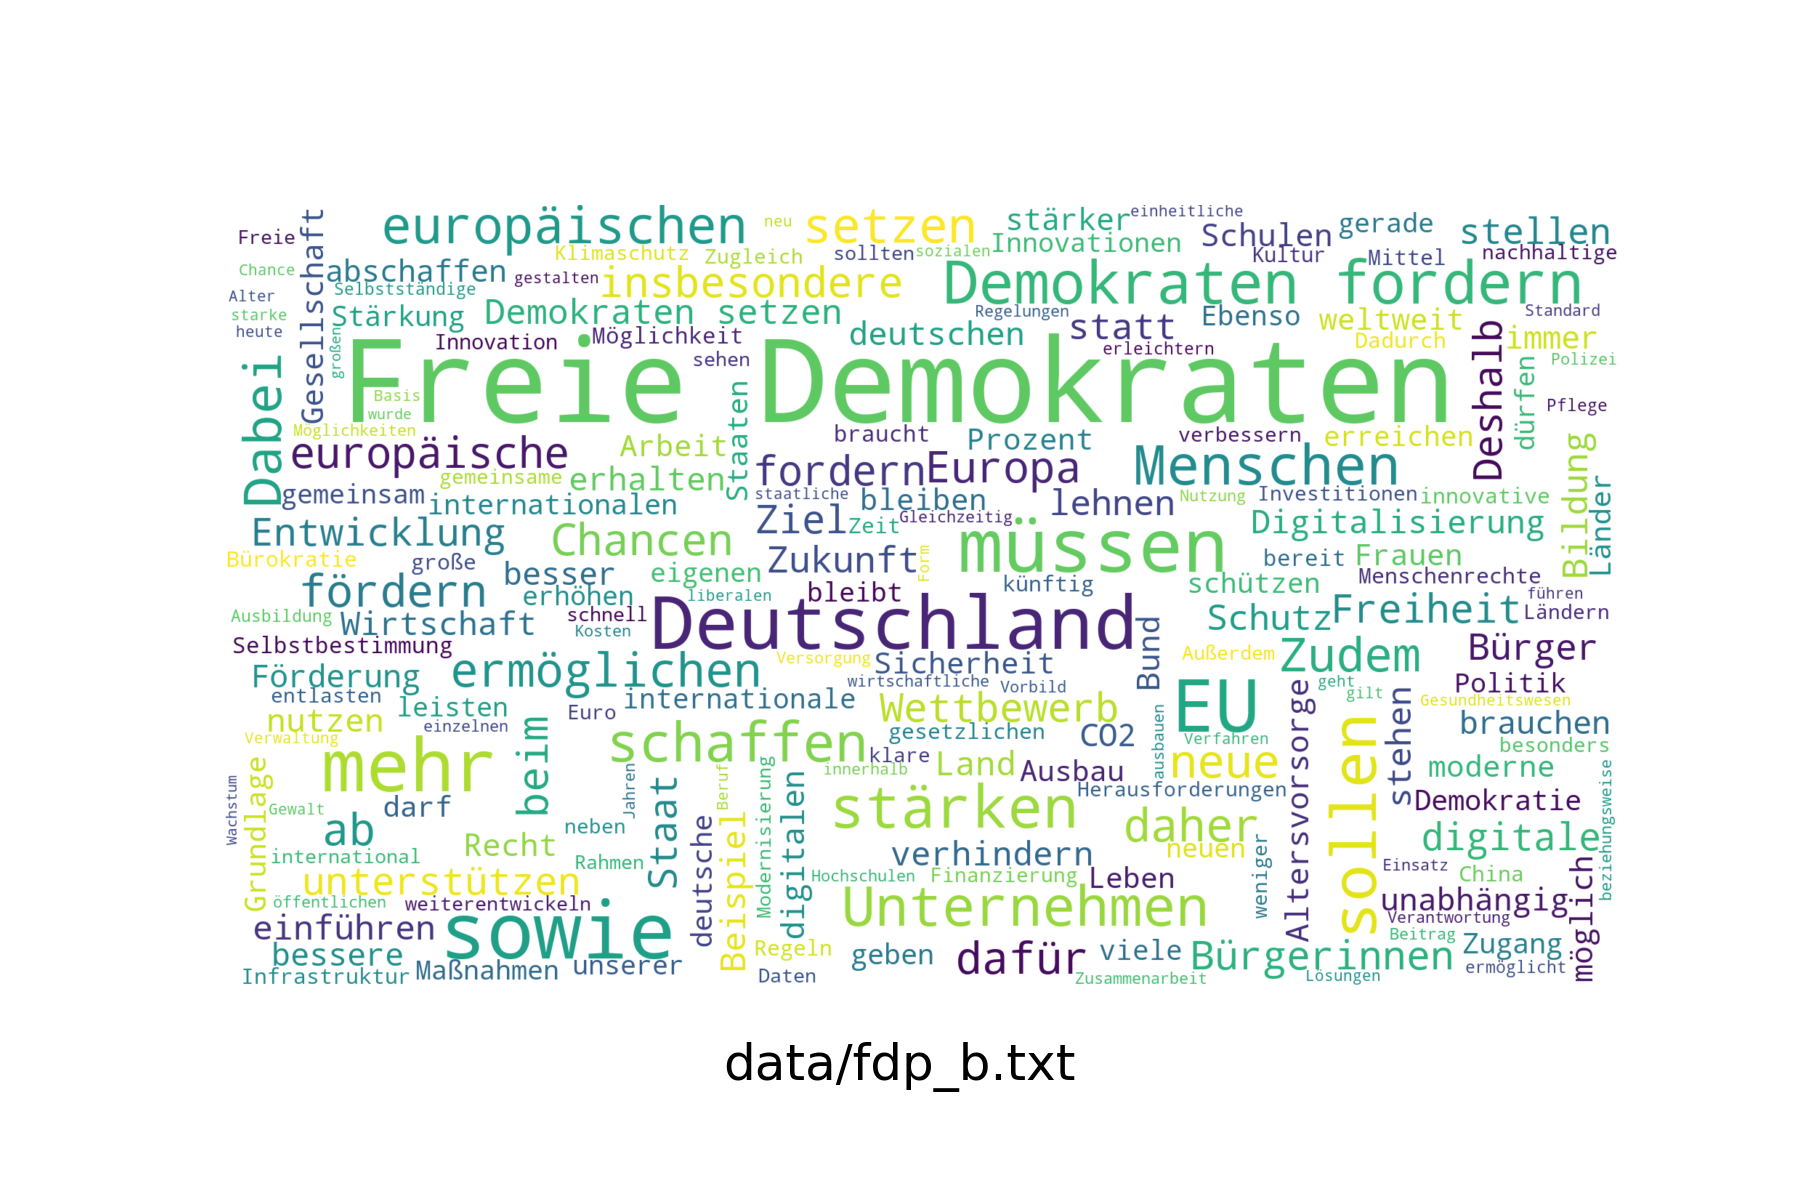 europäischen neu setzen stärker einheitliche gerade stellen
Freie Gesellschaft Klimaschutz Zugleich sollten sozialen Innovationen Schulen Kultur Mittel nachhaltige
Chance abschaffen gestalten insbesondere Demokraten fordern
Alter Selbstständige
starke Stärkung Demokraten setzen Regelungen Ebenso weltweit Standard
heute großen Innovation Möglichkeit deutschen statt Dadurch immer
sehen erleichtern Deshalb dürfen Polizei
Dabei Freie Demokraten
Basis Staaten Pflege
wurde
Möglichkeiten Arbeit braucht Prozent verbessern erreichen
europäische gemeinsame erhalten fordern Europa Menschen Bildung
gemeinsam internationalen staatliche bleiben lehnen Nutzung Investitionen innovative Länder
Entwicklung Chancen Ziel Zeit Gleichzeitig müssen Digitalisierung
Bürokratie große besser eigenen Zukunft Form bereit Frauen
fördern erhöhen liberalen bleibt künftig schützen Menschenrechte führen
Ausbildung Wirtschaft schnell Deutschland Schutz Freiheit Ländern
Selbstbestimmung Kosten Bund
Förderung ermöglichen Versorgung Sicherheit Außerdem Zudem Bürger
entlasten internationale wirtschaftliche Vorbild EU geht gilt Politik
nutzen leisten Euro Wettbewerb Altersvorsorge stehen Gesundheitswesen
einzelnen beim gesetzlichen CO2 ausbauen sollen brauchen
Verwaltung schaffen klare Verfahren besonders
mehr innerhalb Land Ausbau neue moderne
Wachstum Grundlage Jahren Staat Beruf Modernisierung digitalen Herausforderungen Demokratie beziehungsweise
Gewalt darf stärken
ab neben deutsche Beispiel daher digitale
international Recht Rahmen verhindern neuen weniger Einsatz
unterstützen Hochschulen Finanzierung Leben China möglich
öffentlichen weiterentwickeln Unternehmen unabhängig
einführen sowie Verantwortung
bessere Regeln geben dafür viele Bürgerinnen Beitrag Zugang
Infrastruktur Maßnahmen unserer Daten Zusammenarbeit Lösungen ermöglicht
data/fdp_b.txt